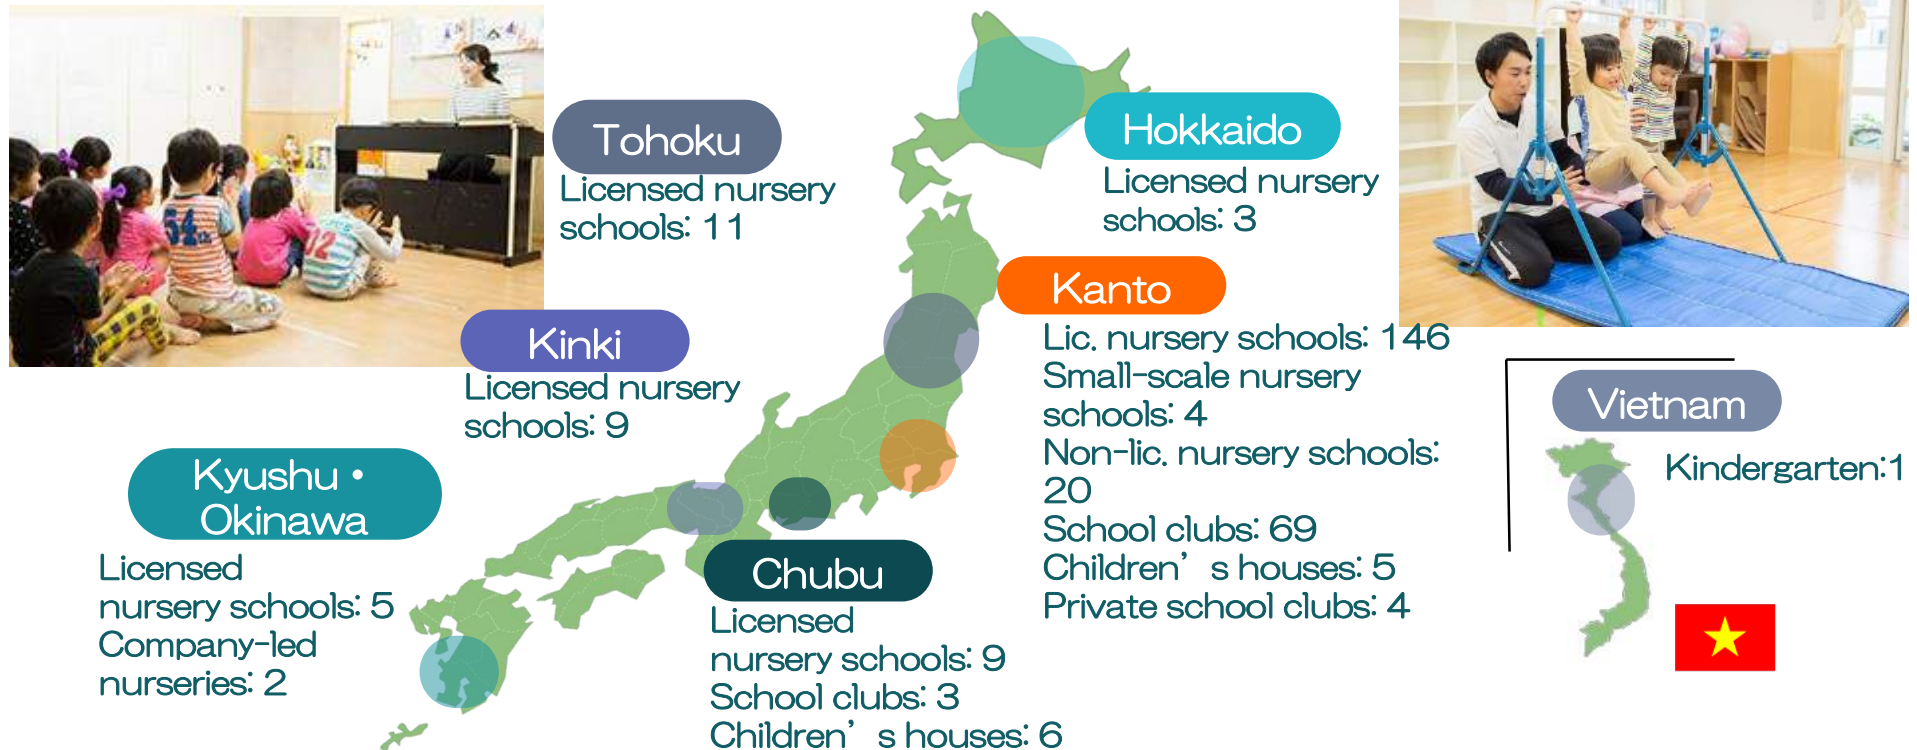 Tohoku
Licensed nursery
schools: 11
Hokkaido
Licensed nursery
schools: 3
Kanto
Lic. nursery schools: 146
Small-scale nursery
schools: 4
Non-lic. nursery schools:
20
School clubs: 69
Children’s houses: 5
Private school clubs: 4
Kinki
Licensed nursery
schools: 9
Kyushu・
Okinawa
Licensed
nursery schools: 5
Company-led
nurseries: 2
Chubu
Licensed
nursery schools: 9
School clubs: 3
Children’s houses: 6
Vietnam
Kindergarten:1
54
12